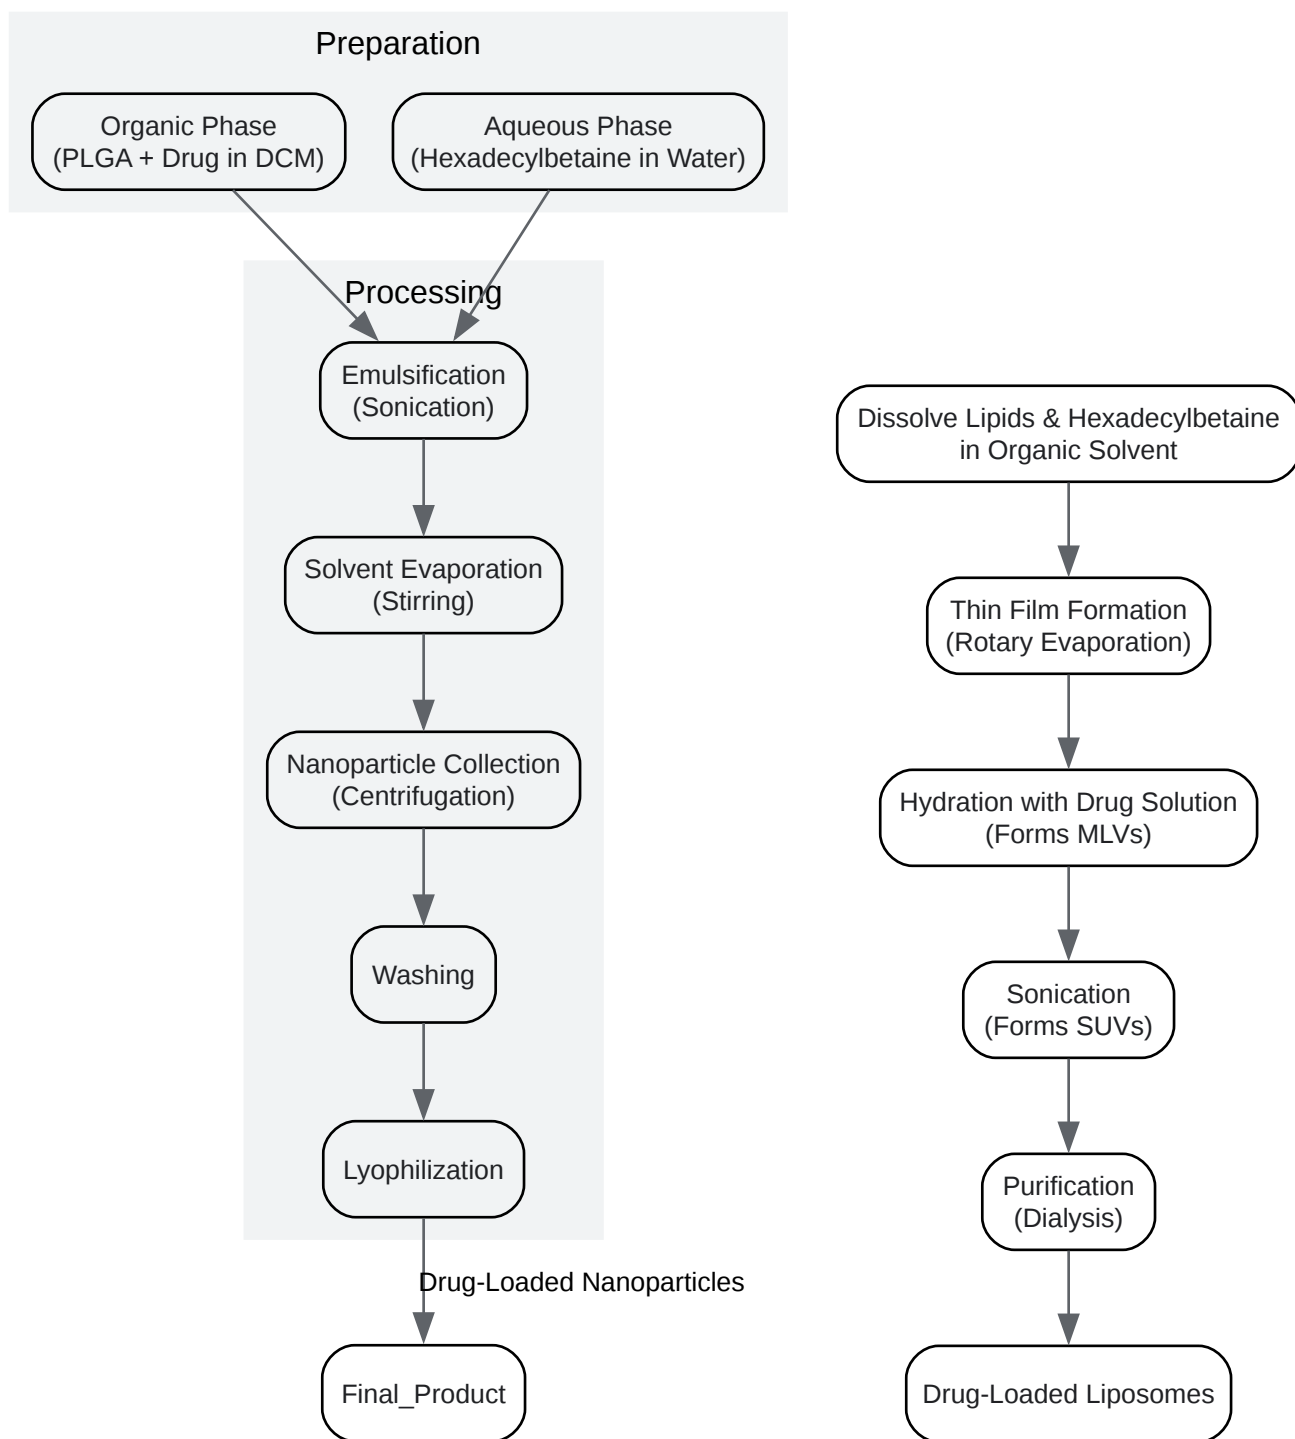 Preparation
Organic Phase
(PLGA + Drug in DCM)
Aqueous Phase
(Hexadecylbetaine in Water)
Processing
Emulsification
(Sonication)
Solvent Evaporation
(Stirring)
Nanoparticle Collection
(Centrifugation)
Washing
Lyophilization
Drug-Loaded Nanoparticles
Final_Product
Dissolve Lipids & Hexadecylbetaine
in Organic Solvent
Thin Film Formation
(Rotary Evaporation)
Hydration with Drug Solution
(Forms MLVs)
Sonication
(Forms SUVs)
Purification
(Dialysis)
Drug-Loaded Liposomes